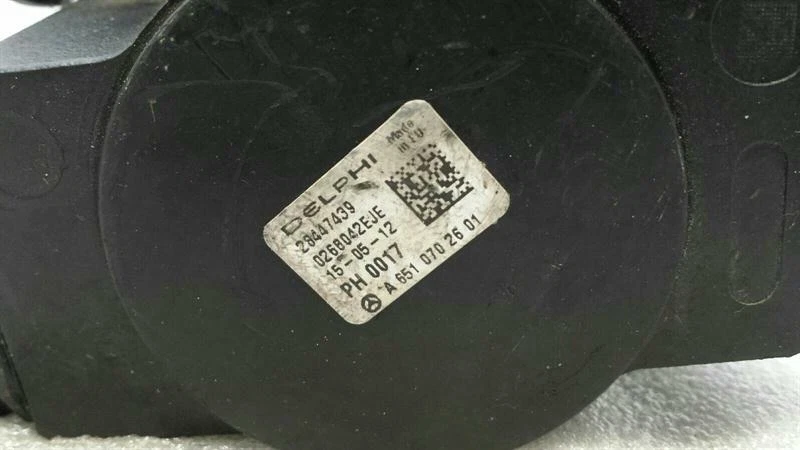 DELPHI
Made
in EU
28447439
0268042EJE
15-05-12
PH 0017
A 651 070 26 01